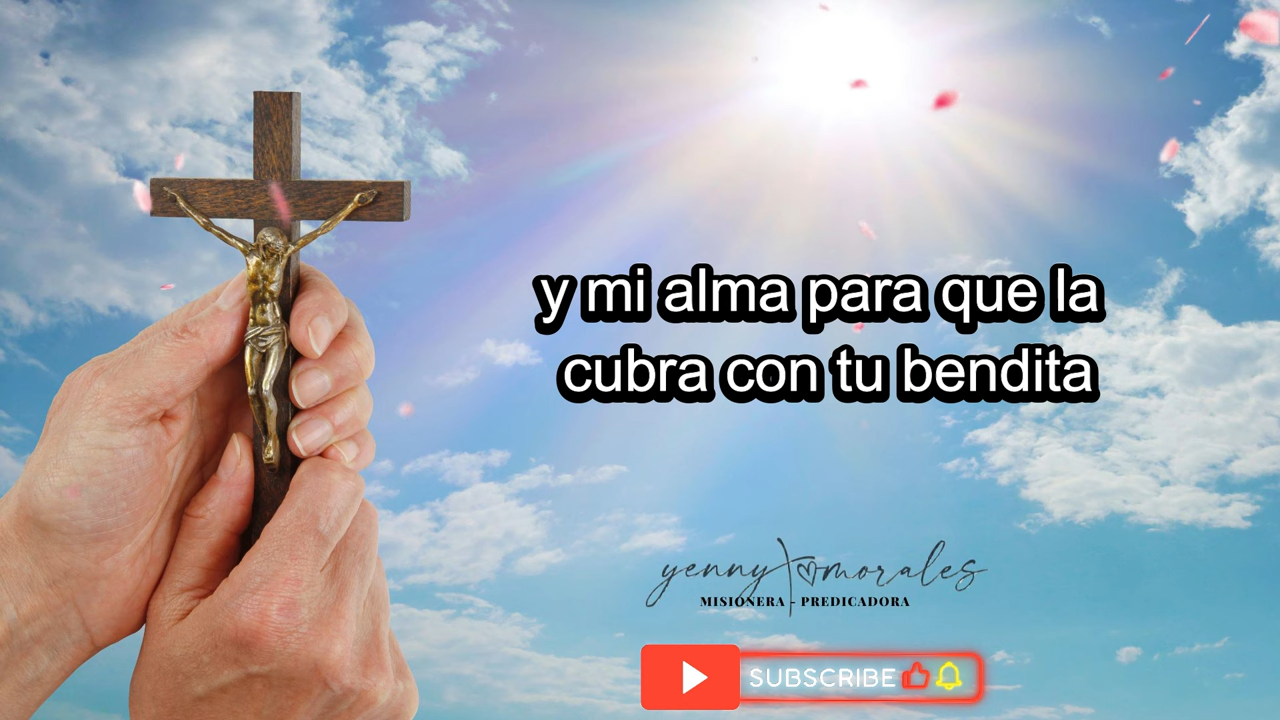 y mi alma para que la
cubra con tu bendita
yenny morales
MISIONERA - PREDICADORA
SUBSCRIBE